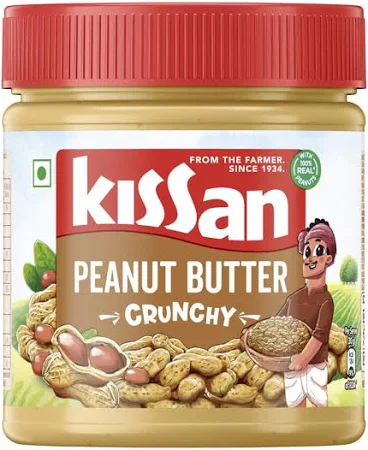 FROM THE FARMER.
SINCE 1934.
WITH
100%
REAL*
PEANUTS
kissan
PEANUT BUTTER
CRUNCHY